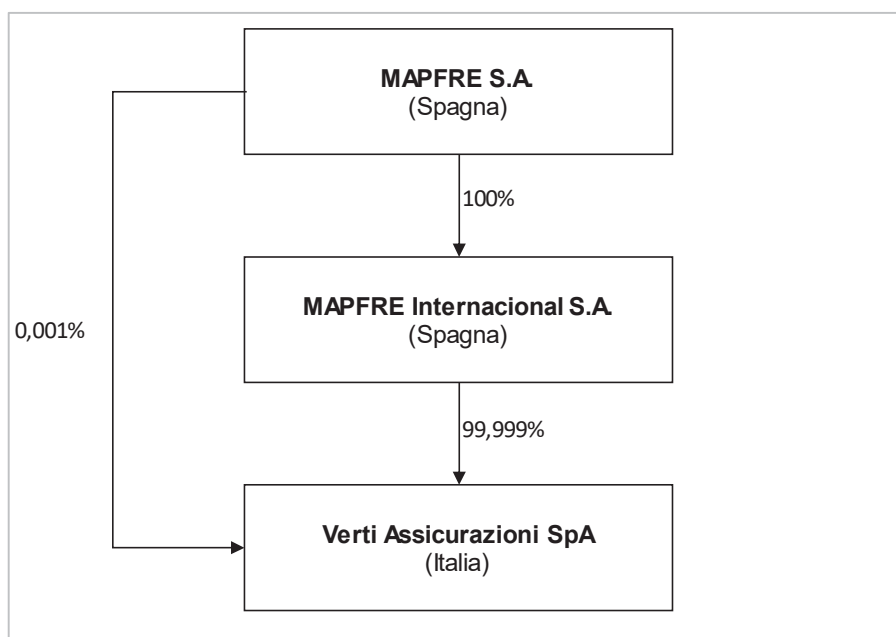 MAPFRE S.A.
(Spagna)
100%
MAPFRE Internacional S.A.
(Spagna)
0,001%
99,999%
Verti Assicurazioni SpA
(Italia)